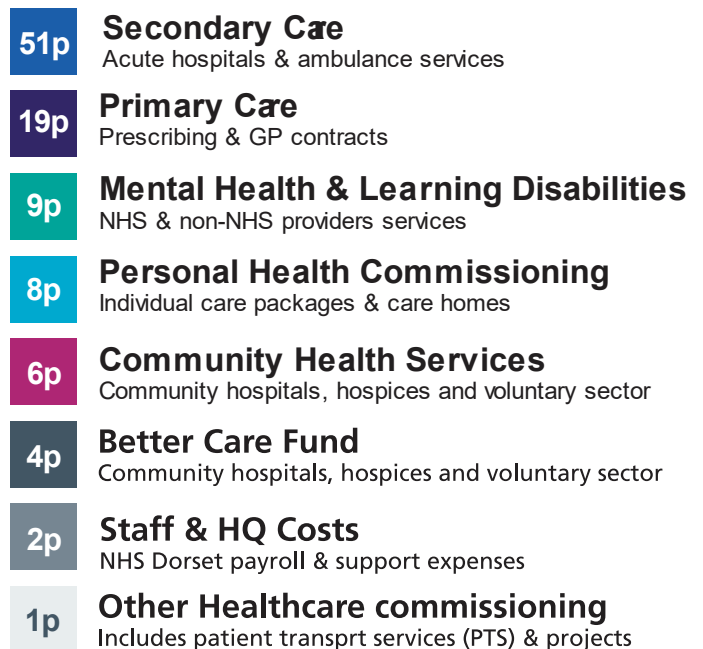 51p
Secondary Care
Acute hospitals & ambulance services
19p
Primary Care
Prescribing & GP contracts
9p
Mental Health & Learning Disabilities
NHS & non-NHS providers services
8p
Personal Health Commissioning
Individual care packages & care homes
6p
Community Health Services
Community hospitals, hospices and voluntary sector
4p
Better Care Fund
Community hospitals, hospices and voluntary sector
2p
Staff & HQ Costs
NHS Dorset payroll & support expenses
1p
Other Healthcare commissioning
Includes patient transprt services (PTS) & projects